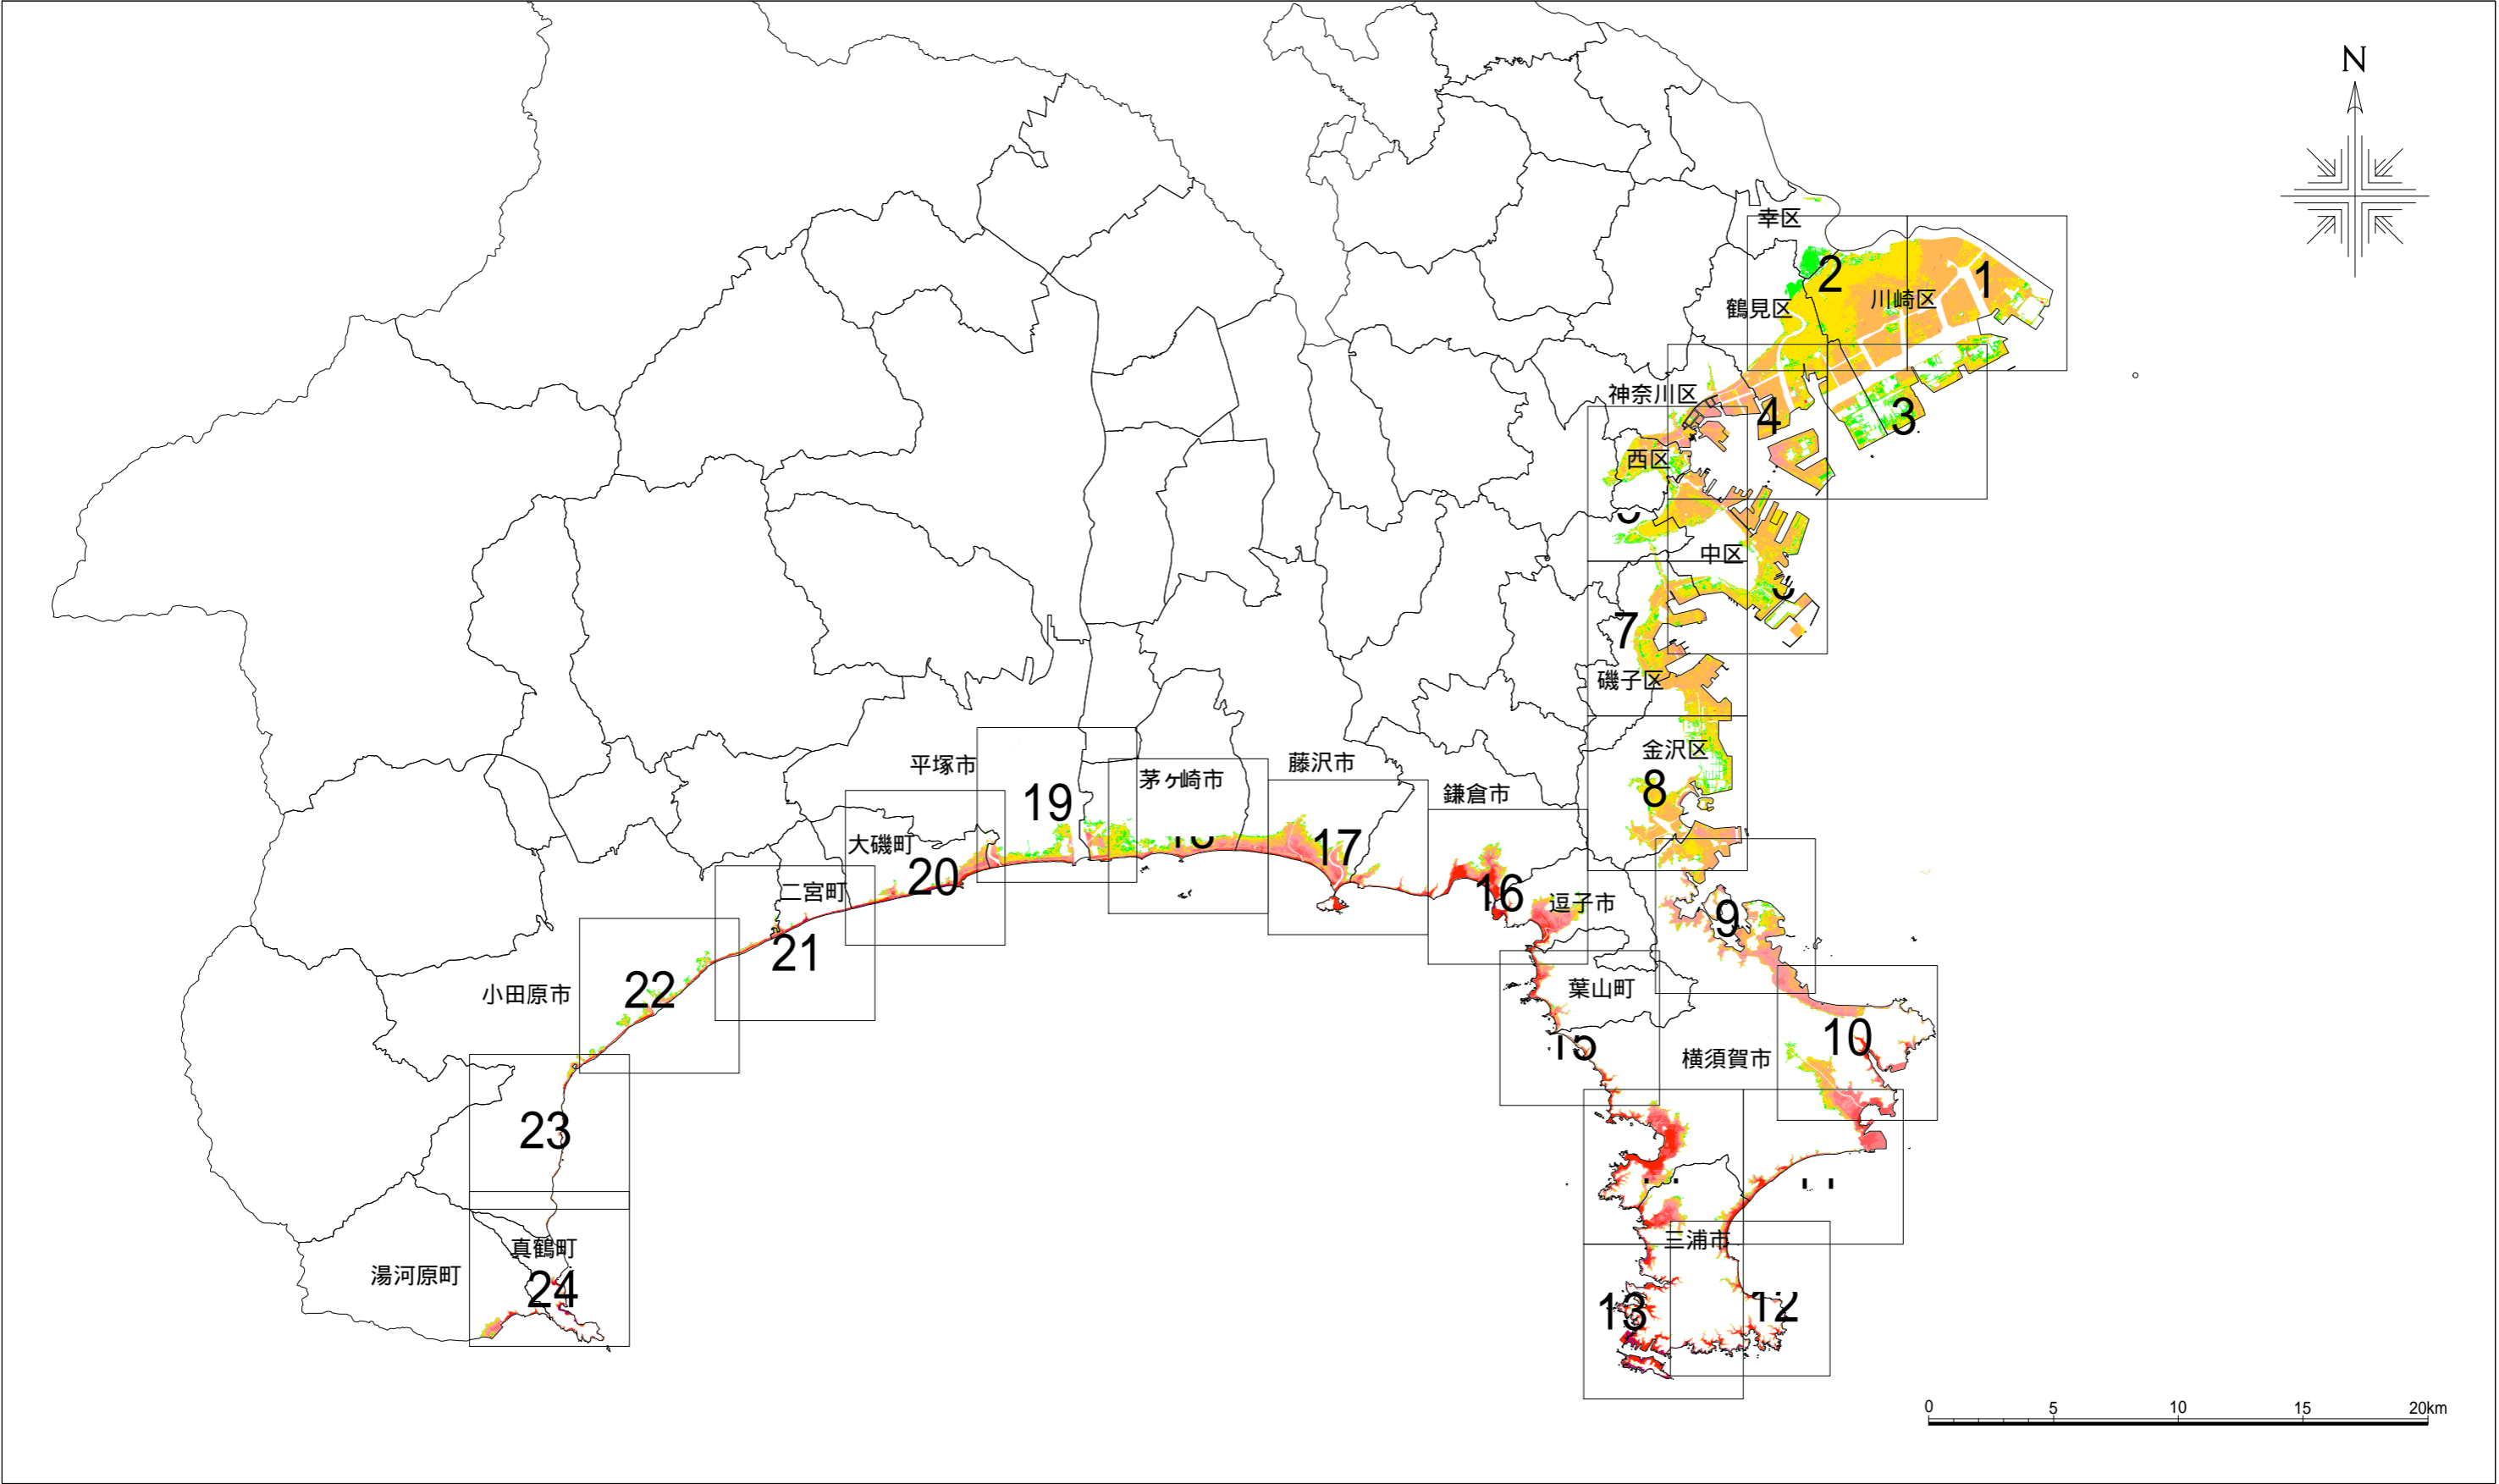 N
幸区
2
1
川崎区
鶴見区
神奈川区
4
3
西区
中区
7
磯子区
金沢区
平塚市
藤沢市
茅ヶ崎市
8
鎌倉市
19
大磯町
17
20
二宮町
16
逗子市
9
21
葉山町
22
小田原市
10
15
横須賀市
23
三浦市
真鶴町
湯河原町
24
13
12
0
5
10
15
20km